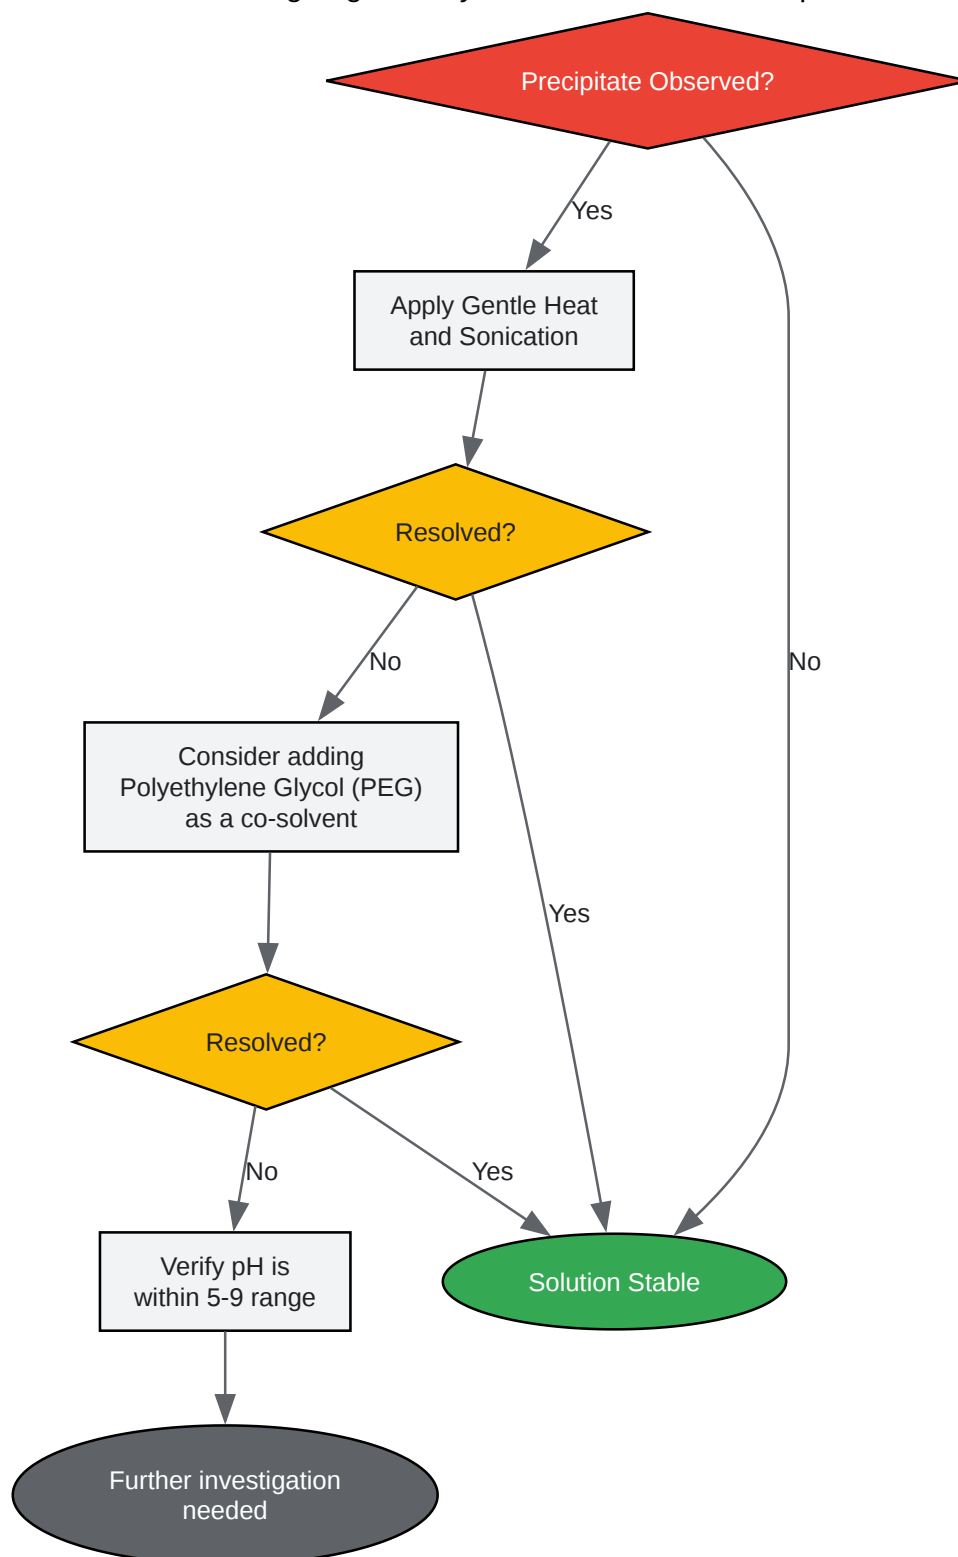 Precipitate Observed?
Yes
Apply Gentle Heat
and Sonication
Resolved?
No
No
Consider adding
Polyethylene Glycol (PEG)
as a co-solvent
Yes
Resolved?
No
Yes
Verify pH is
within 5-9 range
Solution Stable
Further investigation
needed